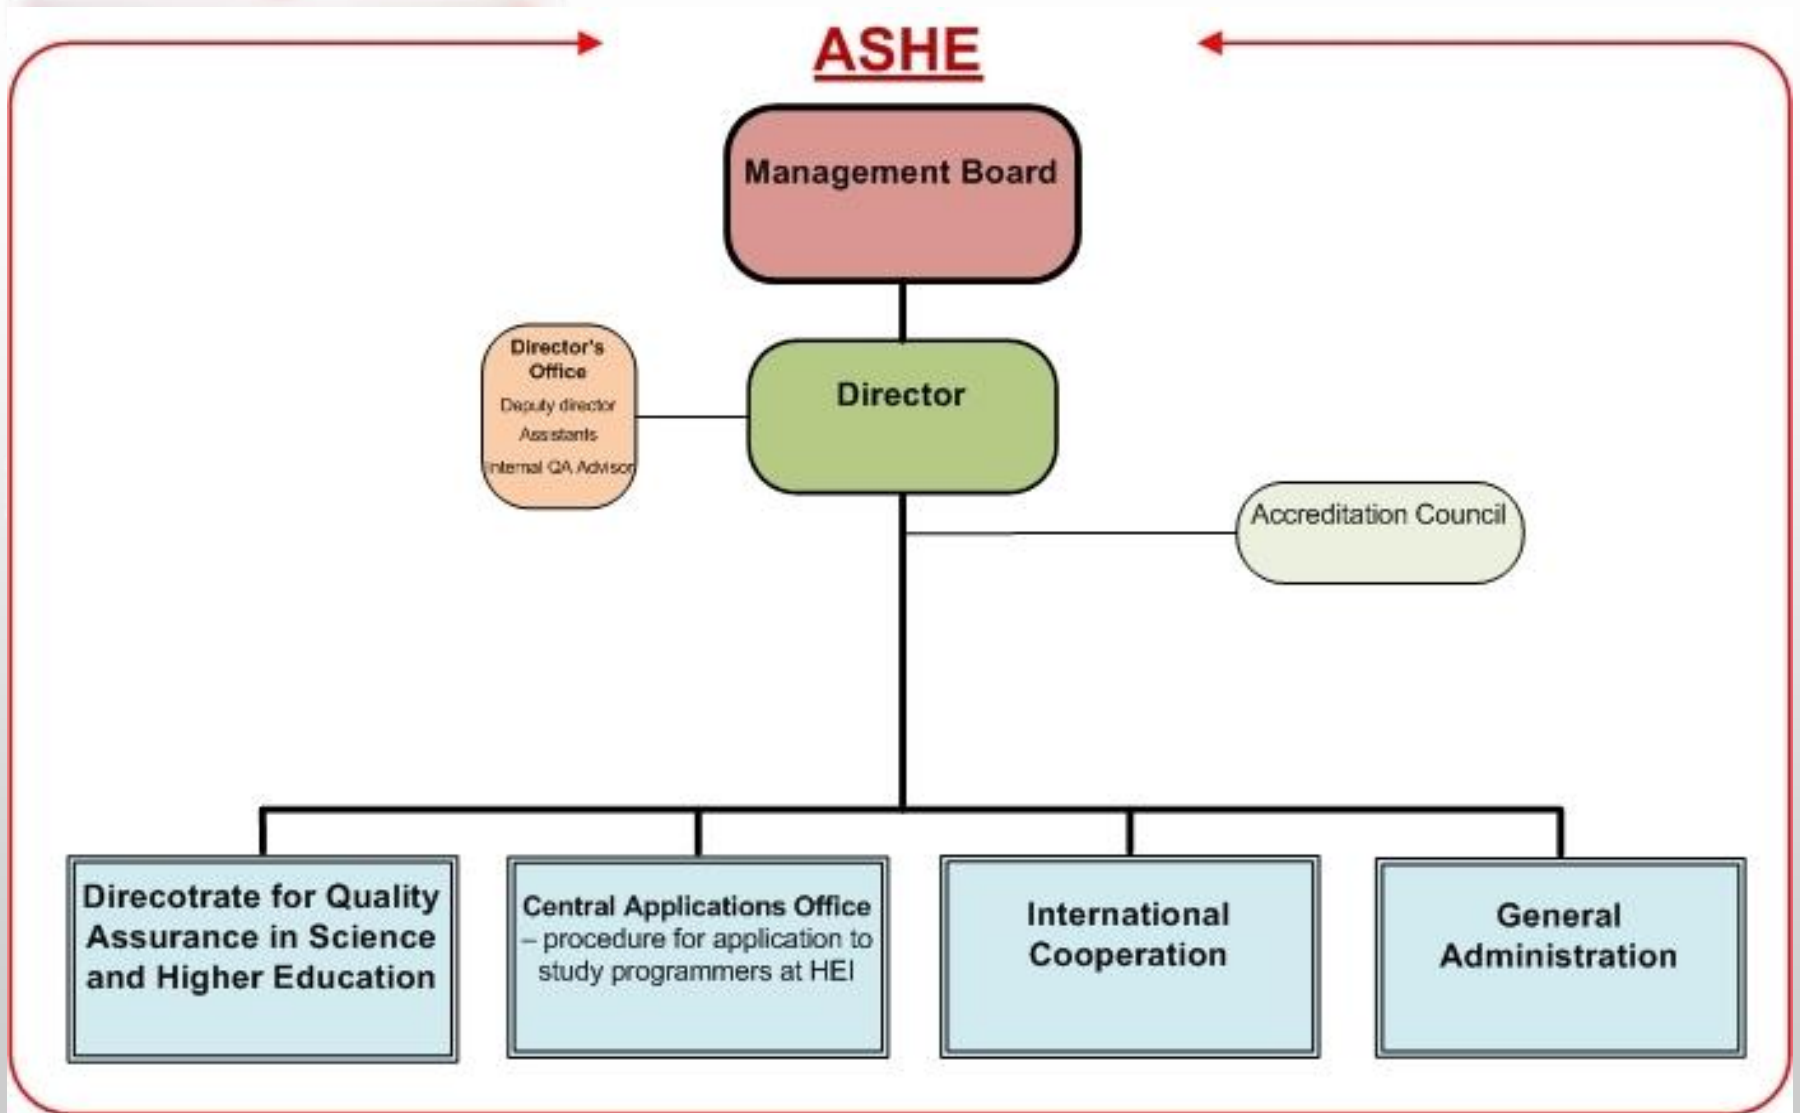 ASHE
Management Board
Director's
Office
Deputy director
Assistants
Internal QA Advisor
Director
Accreditation Council
Direcotrate for Quality
Assurance in Science
and Higher Education
Central Applications Office
– procedure for application to
study programmers at HEI
International
Cooperation
General
Administration